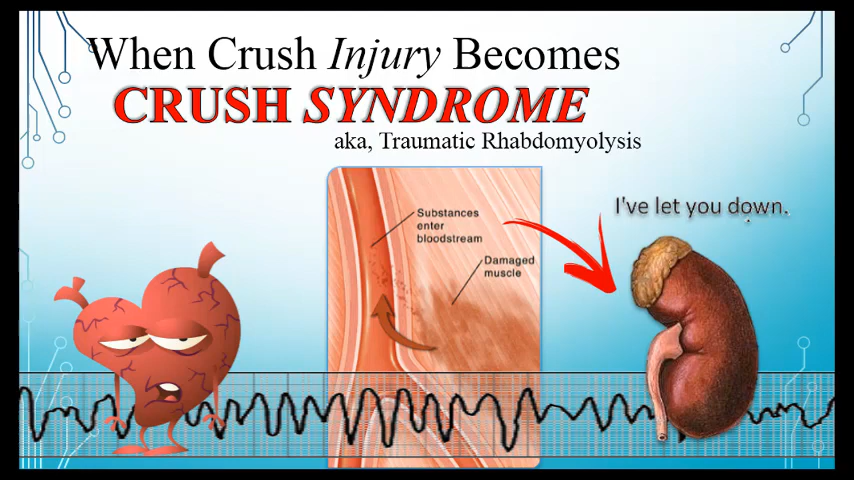 When Crush Injury Becomes
CRUSH SYNDROME
aka, Traumatic Rhabdomyolysis
Substances
enter
bloodstream
Damaged
muscle
I've let you down.